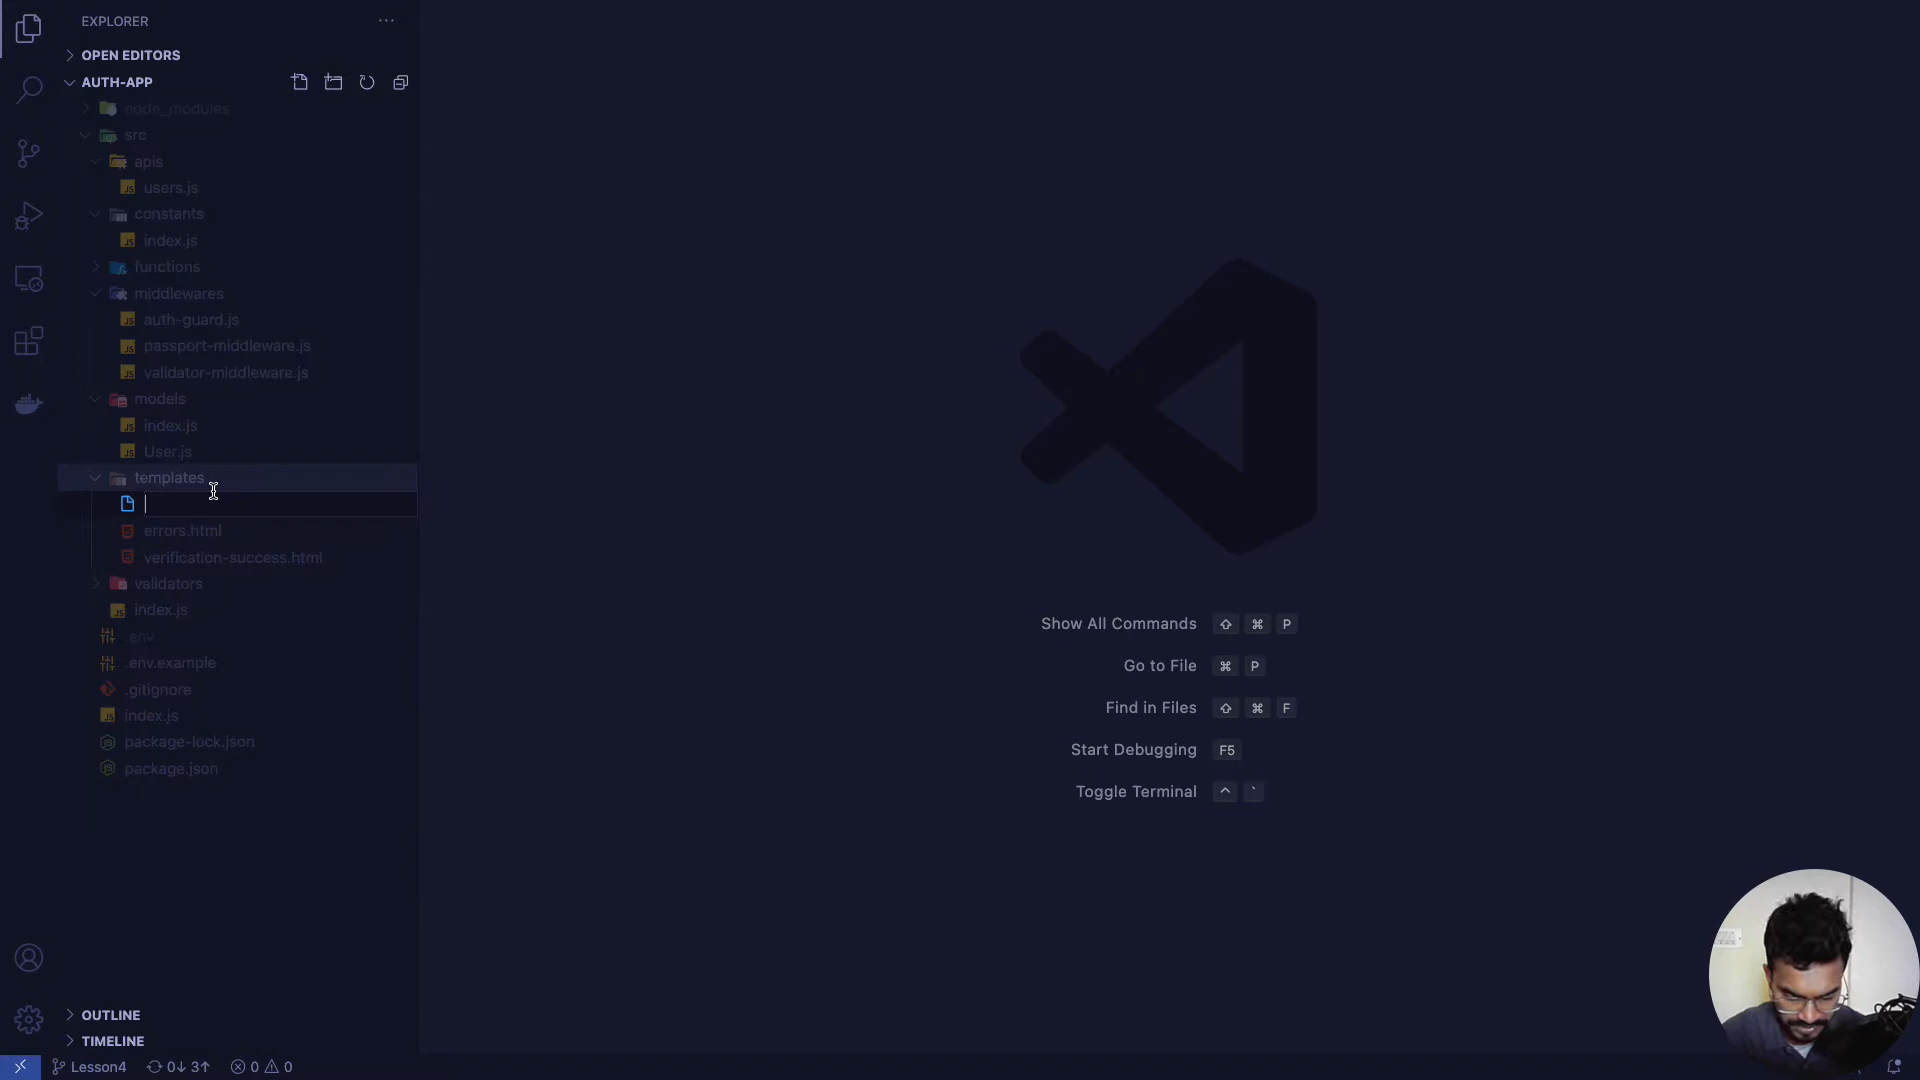 EXPLORER
OPEN EDITORS
AUTH-APP
node_modules
src
apis
users.js
constants
index.js
functions
middlewares
auth-guard.js
passport-middleware.js
validator-middleware.js
models
index.js
User.js
templates
errors.html
verification-success.html
validators
index.js
.env
.env.example
.gitignore
index.js
package-lock.json
package.json
Show All Commands ⇧ ⌘ P
Go to File ⌘ P
Find in Files ⇧ ⌘ F
Start Debugging F5
Toggle Terminal ^ `
OUTLINE
TIMELINE
Lesson4 0↓ 3↑ 0 0